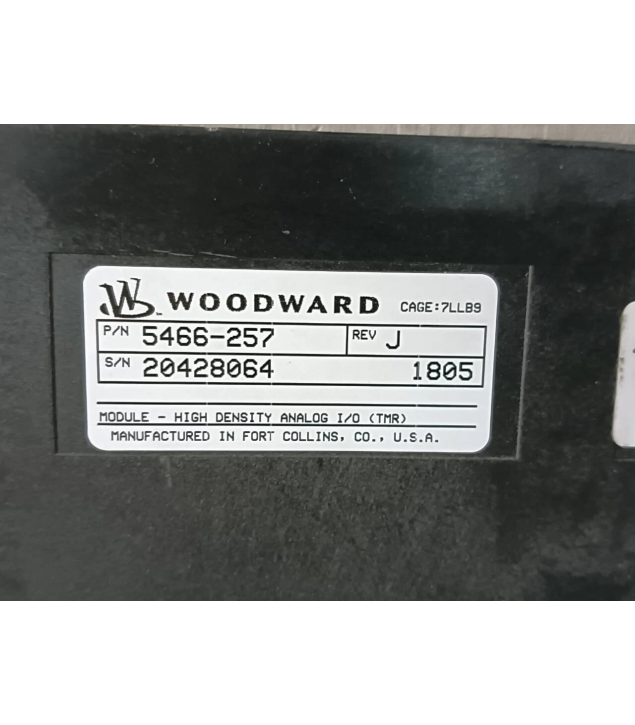 W WOODWARD CAGE:7LLB9
P/N 5466-257 REV J
S/N 20428064 1805
MODULE - HIGH DENSITY ANALOG I/O (TMR)
MANUFACTURED IN FORT COLLINS, CO., U.S.A.